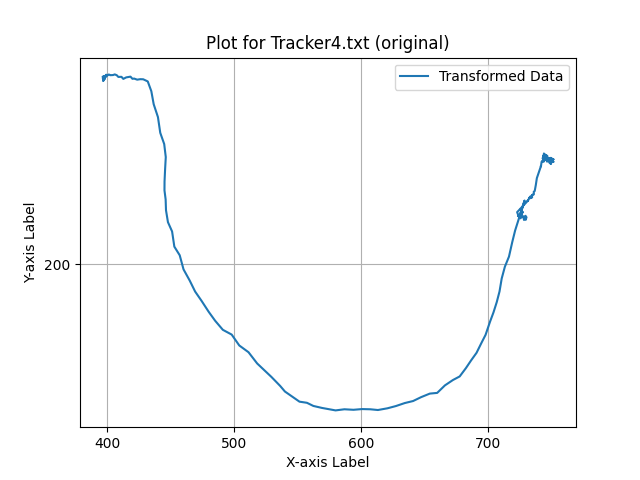 Plot for Tracker4.txt (original)
Transformed Data
Y-axis Label
200
400
500
600
700
X-axis Label